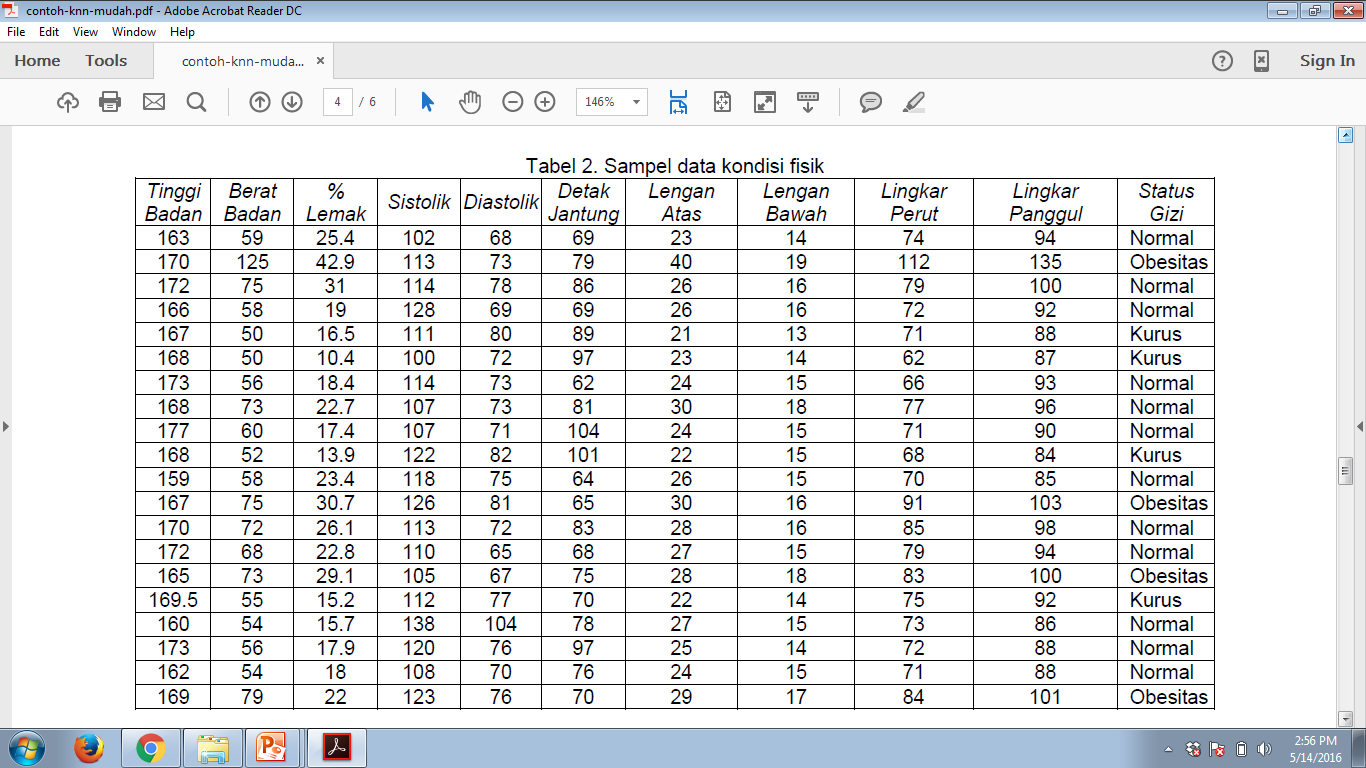 contoh-knn-mudah.pdf - Adobe Acrobat Reader DC
File Edit View Window Help
Home Tools contoh-knn-muda... × ? Sign In
4 / 6 146%
Tabel 2. Sampel data kondisi fisik
Tinggi Badan Berat Badan % Lemak Sistolik Diastolik Detak Jantung Lengan Atas Lengan Bawah Lingkar Perut Lingkar Panggul Status Gizi
163 59 25.4 102 68 69 23 14 74 94 Normal
170 125 42.9 113 73 79 40 19 112 135 Obesitas
172 75 31 114 78 86 26 16 79 100 Normal
166 58 19 128 69 69 26 16 72 92 Normal
167 50 16.5 111 80 89 21 13 71 88 Kurus
168 50 10.4 100 72 97 23 14 62 87 Kurus
173 56 18.4 114 73 62 24 15 66 93 Normal
168 73 22.7 107 73 81 30 18 77 96 Normal
177 60 17.4 107 71 104 24 15 71 90 Normal
168 52 13.9 122 82 101 22 15 68 84 Kurus
159 58 23.4 118 75 64 26 15 70 85 Normal
167 75 30.7 126 81 65 30 16 91 103 Obesitas
170 72 26.1 113 72 83 28 16 85 98 Normal
172 68 22.8 110 65 68 27 15 79 94 Normal
165 73 29.1 105 67 75 28 18 83 100 Obesitas
169.5 55 15.2 112 77 70 22 14 75 92 Kurus
160 54 15.7 138 104 78 27 15 73 86 Normal
173 56 17.9 120 76 97 25 14 72 88 Normal
162 54 18 108 70 76 24 15 71 88 Normal
169 79 22 123 76 70 29 17 84 101 Obesitas
2:56 PM
5/14/2016